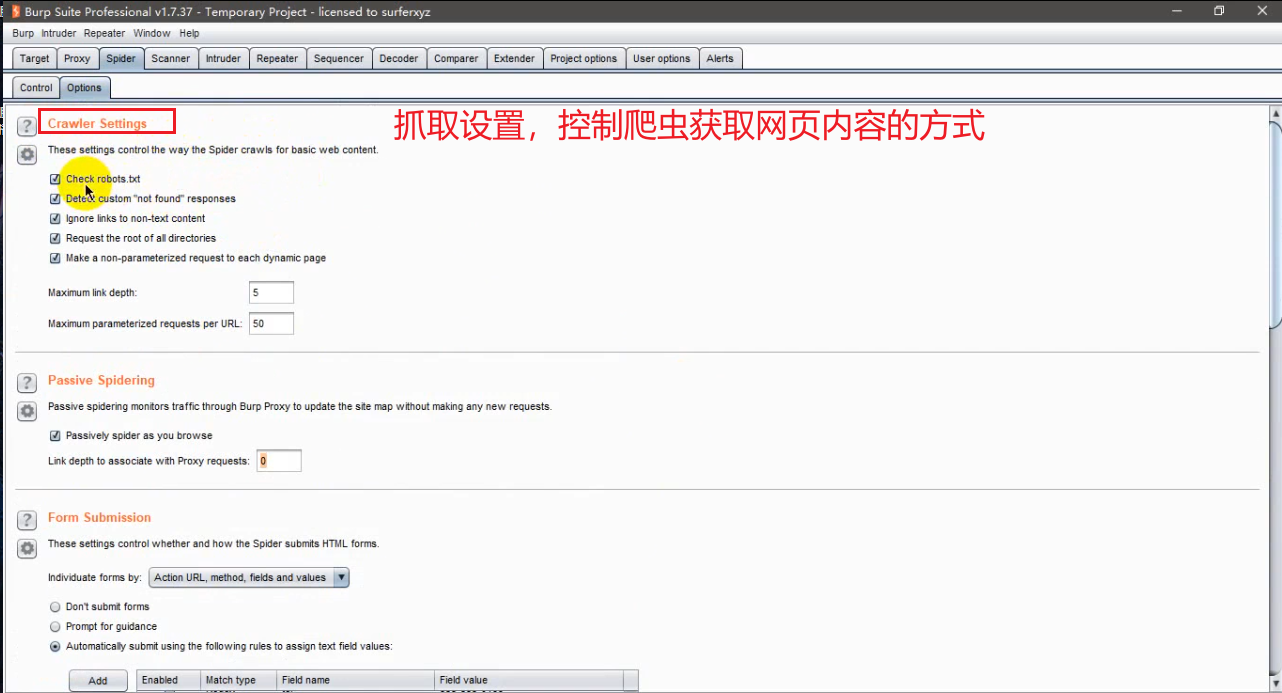 Burp Suite Professional v1.7.37 - Temporary Project - licensed to surferxyz
Burp Intruder Repeater Window Help
Target Proxy Spider Scanner Intruder Repeater Sequencer Decoder Comparer Extender Project options User options Alerts
Control Options
Crawler Settings
抓取设置，控制爬虫获取网页内容的方式
These settings control the way the Spider crawls for basic web content.
Check robots.txt
Detect custom "not found" responses
Ignore links to non-text content
Request the root of all directories
Make a non-parameterized request to each dynamic page
Maximum link depth: 5
Maximum parameterized requests per URL: 50
Passive Spidering
Passive spidering monitors traffic through Burp Proxy to update the site map without making any new requests.
Passively spider as you browse
Link depth to associate with Proxy requests: 0
Form Submission
These settings control whether and how the Spider submits HTML forms.
Individuate forms by: Action URL, method, fields and values
Don't submit forms
Prompt for guidance
Automatically submit using the following rules to assign text field values:
Add Enabled Match type Field name Field value